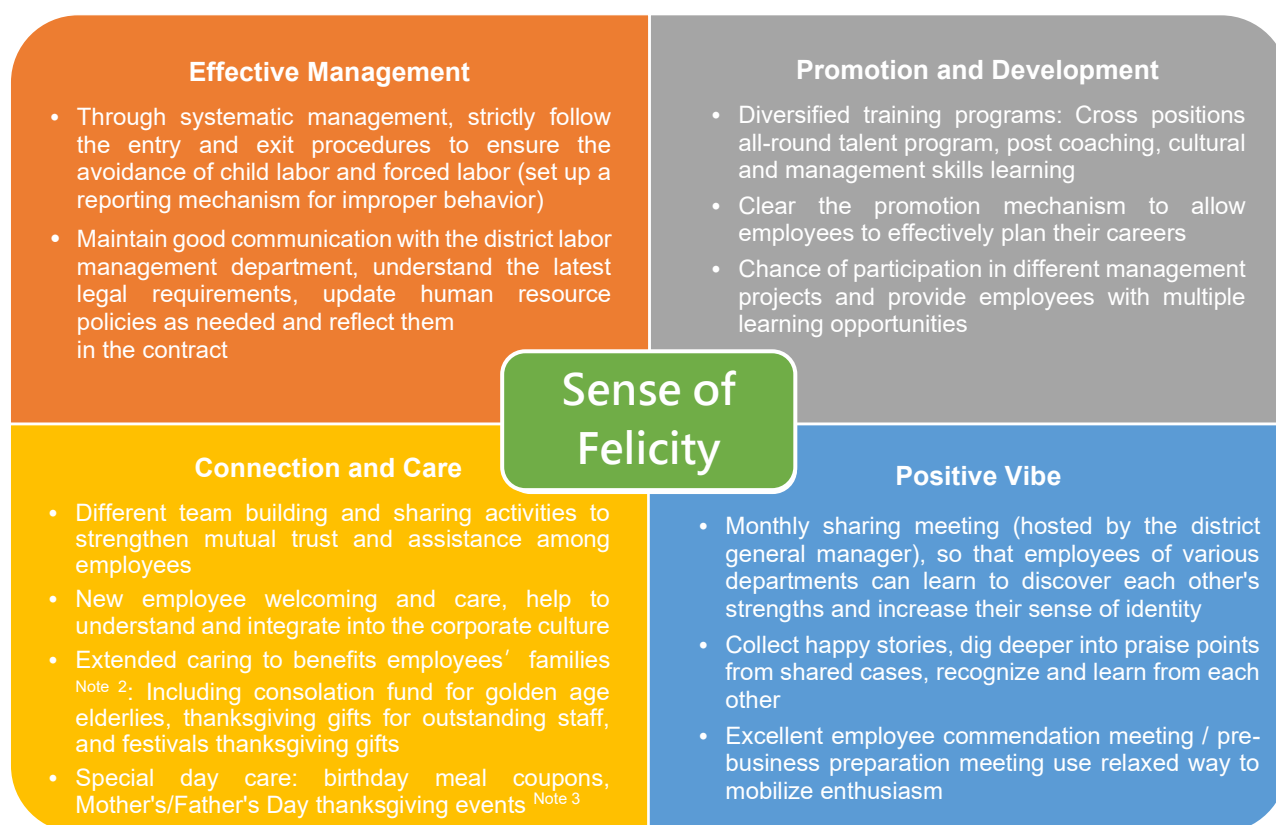 Effective Management
• Through systematic management, strictly follow
the entry and exit procedures to ensure the
avoidance of child labor and forced labor (set up a
reporting mechanism for improper behavior)
• Maintain good communication with the district labor
management department, understand the latest
legal requirements, update human resource
policies as needed and reflect them
in the contract
Promotion and Development
• Diversified training programs: Cross positions
all-round talent program, post coaching, cultural
and management skills learning
• Clear the promotion mechanism to allow
employees to effectively plan their careers
• Chance of participation in different management
projects and provide employees with multiple
learning opportunities
Sense of
Felicity
Connection and Care
• Different team building and sharing activities to
strengthen mutual trust and assistance among
employees
• New employee welcoming and care, help to
understand and integrate into the corporate culture
• Extended caring to benefits employees’ families
Note 2: Including consolation fund for golden age
elderlies, thanksgiving gifts for outstanding staff,
and festivals thanksgiving gifts
• Special day care: birthday meal coupons,
Mother's/Father's Day thanksgiving events Note 3
Positive Vibe
• Monthly sharing meeting (hosted by the district
general manager), so that employees of various
departments can learn to discover each other's
strengths and increase their sense of identity
• Collect happy stories, dig deeper into praise points
from shared cases, recognize and learn from each
other
• Excellent employee commendation meeting / pre-
business preparation meeting use relaxed way to
mobilize enthusiasm